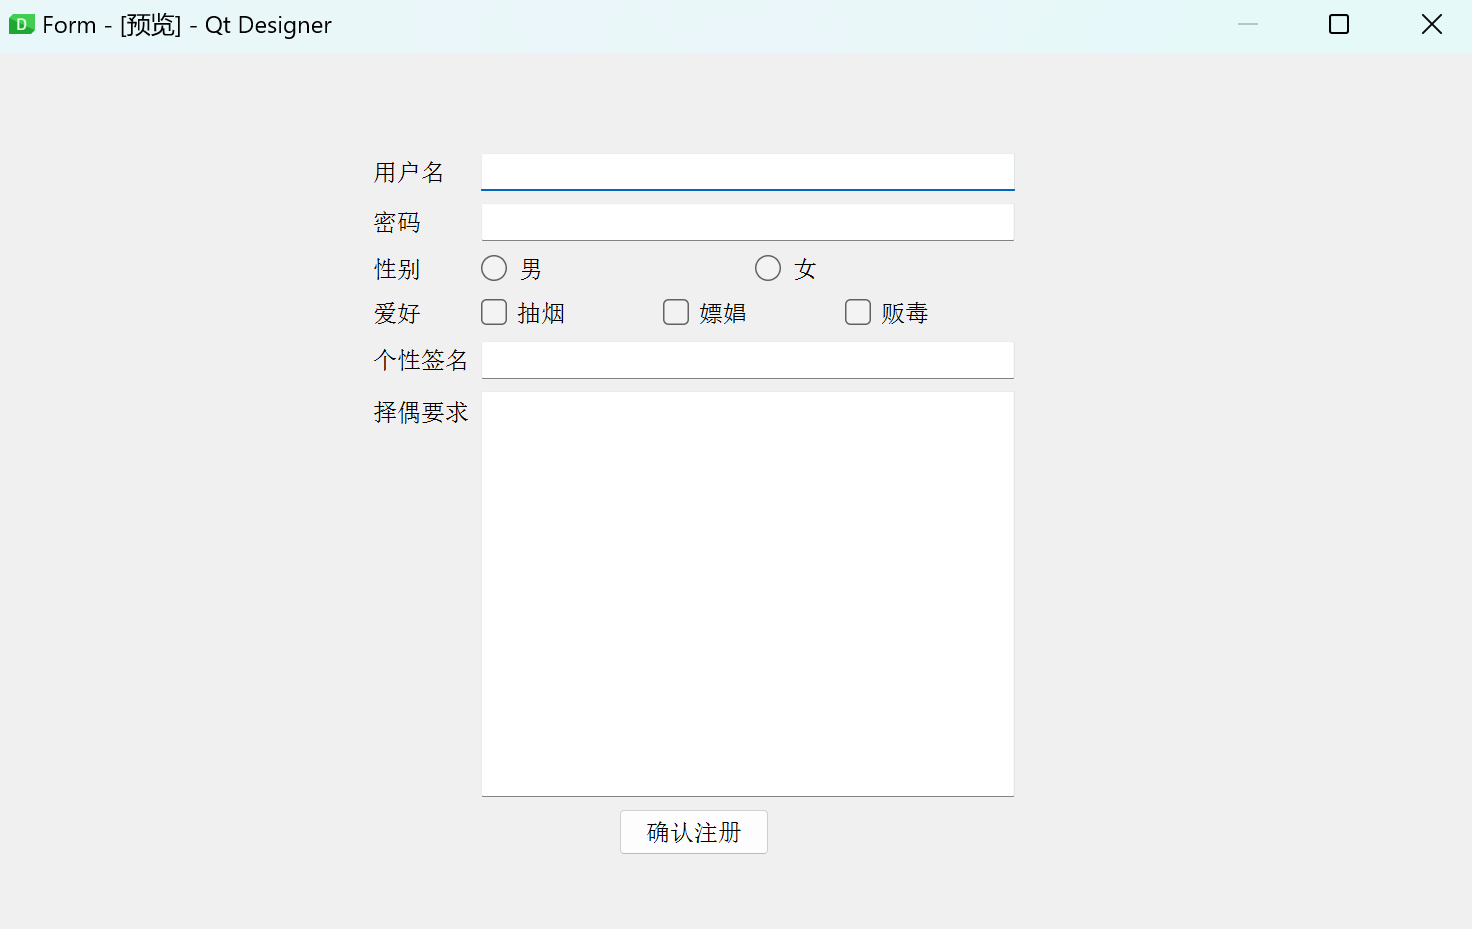 Form - [预览] - Qt Designer
用户名
密码
性别 男 女
爱好 抽烟 嫖娼 贩毒
个性签名
择偶要求
确认注册